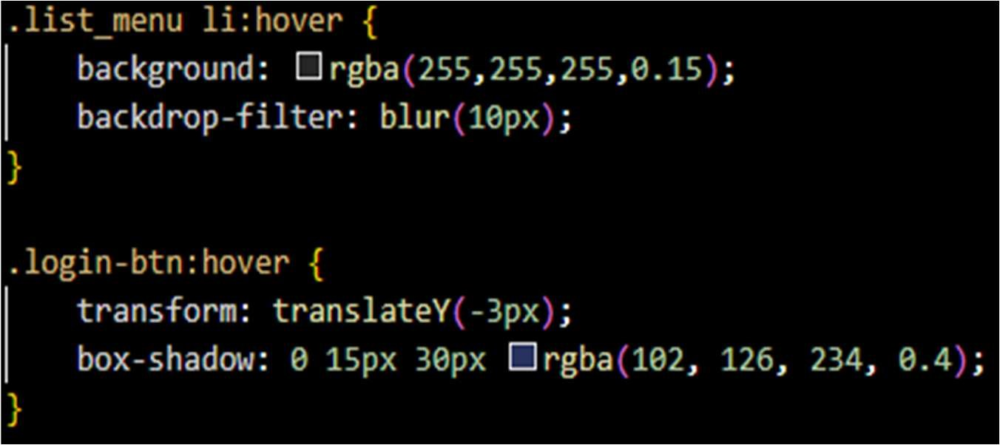 .list_menu li:hover {
    background: rgba(255,255,255,0.15);
    backdrop-filter: blur(10px);
}

.login-btn:hover {
    transform: translateY(-3px);
    box-shadow: 0 15px 30px rgba(102, 126, 234, 0.4);
}